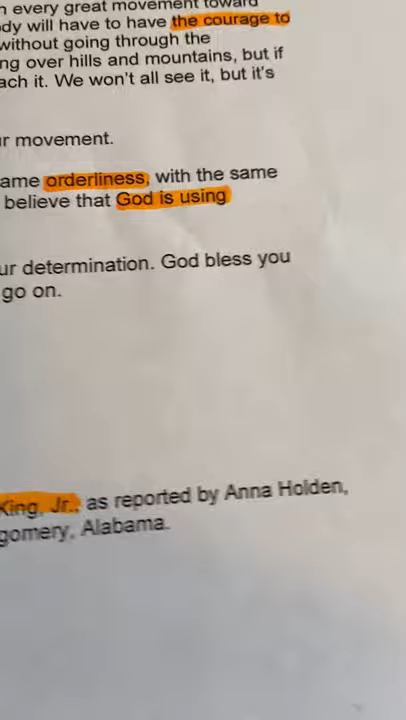 every great movement toward
dy will have to have the courage to
without going through the
ng over hills and mountains, but if
ach it. We won't all see it, but it's
r movement.
ame orderliness, with the same
believe that God is using
ur determination. God bless you
go on.
King, Jr., as reported by Anna Holden,
gomery, Alabama.